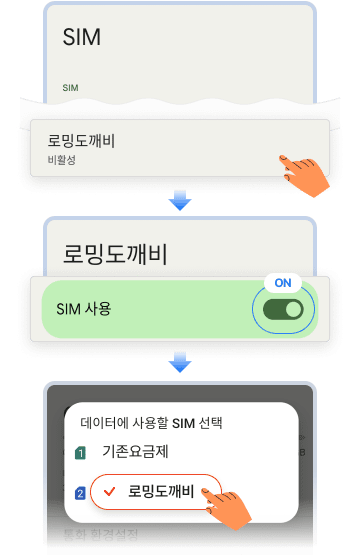 SIM
SIM
로밍도깨비
비활성
로밍도깨비
ON
SIM 사용
데이터에 사용할 SIM 선택
1 기존요금제
2 로밍도깨비
통화 환경설정